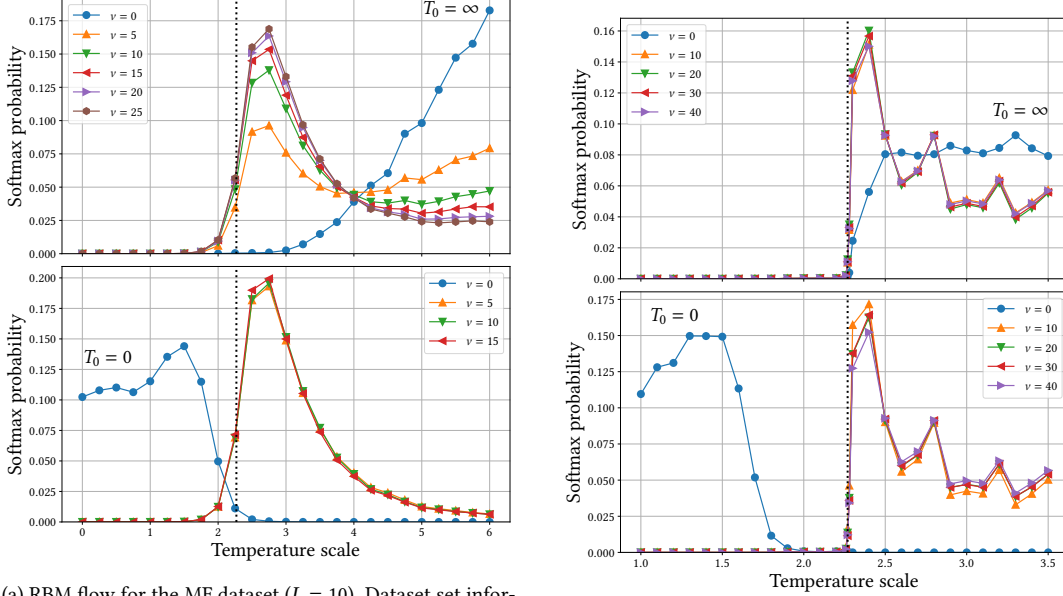 T₀ = ∞
ν = 0
ν = 5
ν = 10
ν = 15
ν = 20
ν = 25
Softmax probability
0.175
0.150
0.125
0.100
0.075
0.050
0.025
0.000
T₀ = 0
ν = 0
ν = 5
ν = 10
ν = 15
Softmax probability
0.200
0.175
0.150
0.125
0.100
0.075
0.050
0.025
0.000
0 1 2 3 4 5 6
Temperature scale
(a) RBM flow for the MF dataset (L = 10). Dataset set infor-
ν = 0
ν = 10
ν = 20
ν = 30
ν = 40
T₀ = ∞
Softmax probability
0.16
0.14
0.12
0.10
0.08
0.06
0.04
0.02
0.00
T₀ = 0
ν = 0
ν = 10
ν = 20
ν = 30
ν = 40
Softmax probability
0.175
0.150
0.125
0.100
0.075
0.050
0.025
0.000
1.0 1.5 2.0 2.5 3.0 3.5
Temperature scale